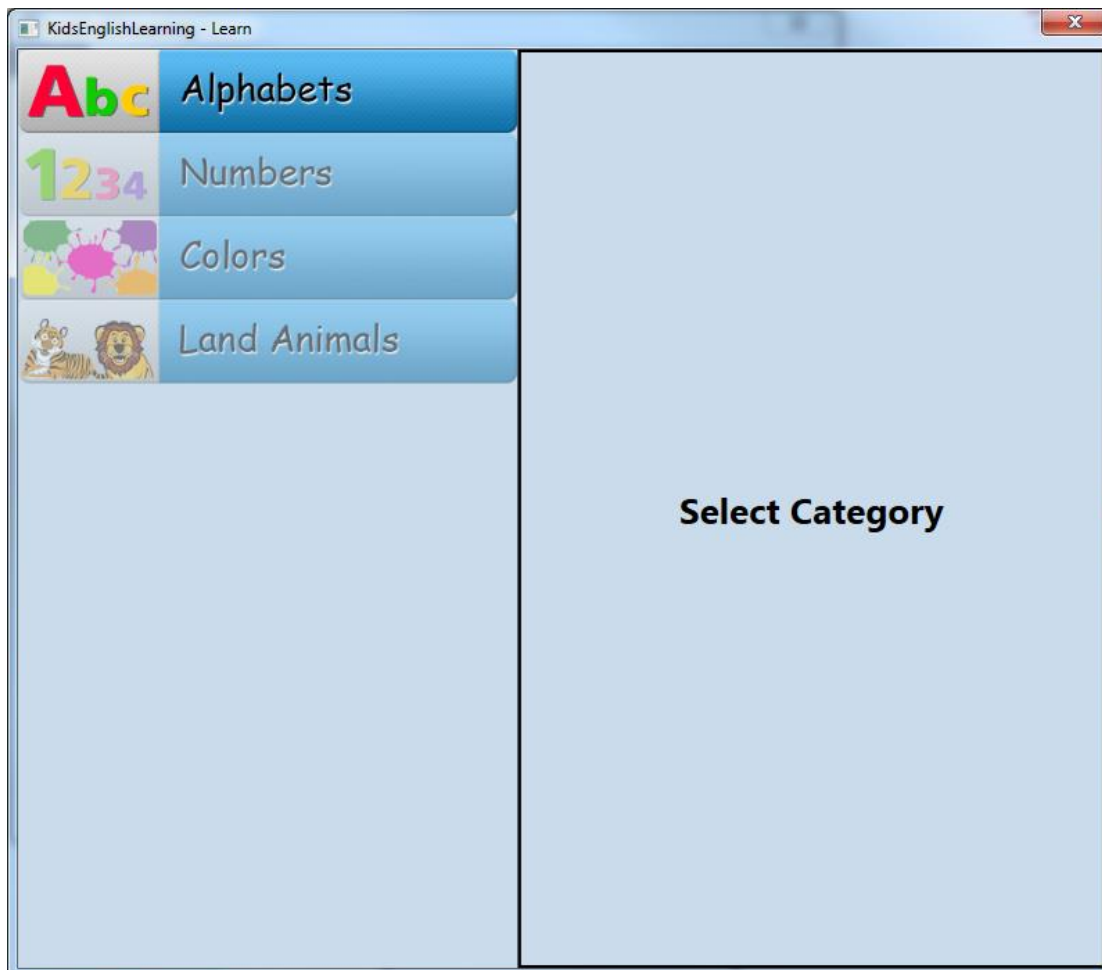 KidsEnglishLearning - Learn
Abc Alphabets
1234 Numbers
Colors
Land Animals
Select Category